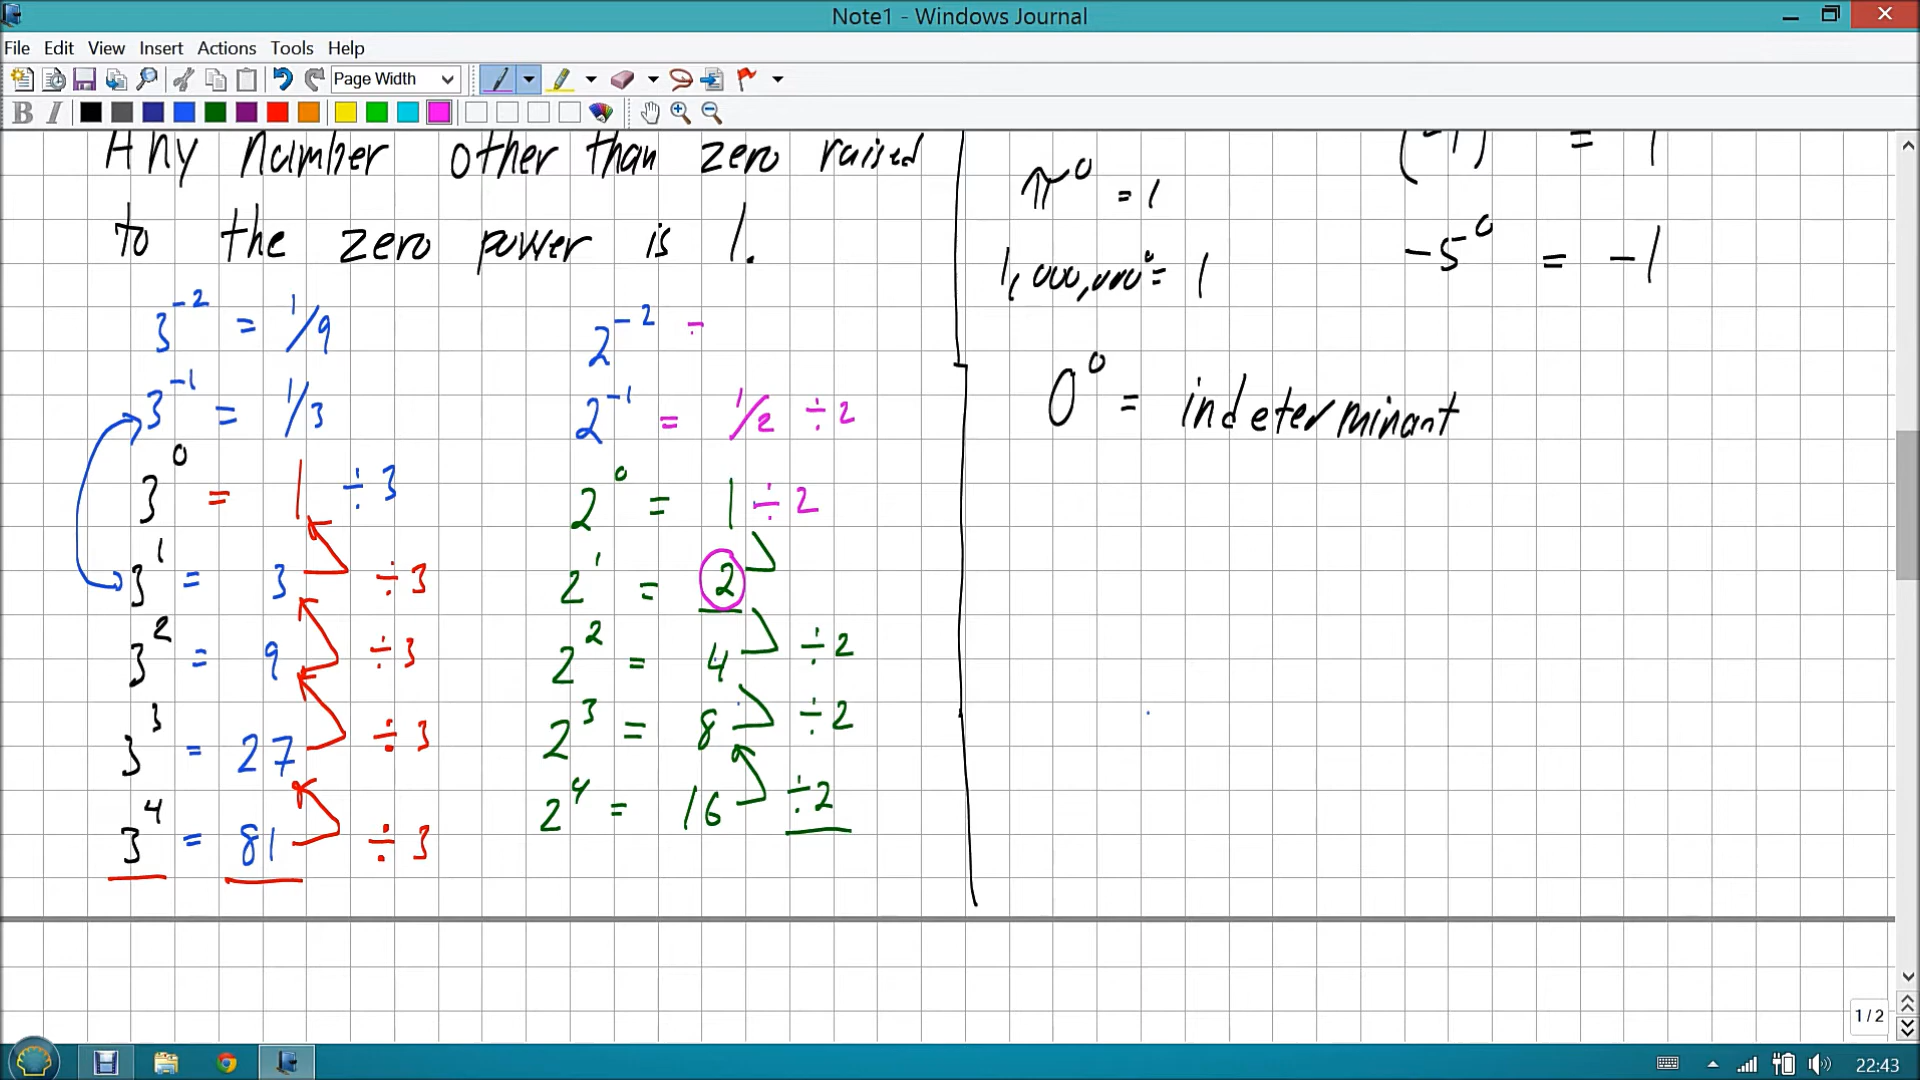 Note1 - Windows Journal
File Edit View Insert Actions Tools Help
Page Width
B I
Any number other than zero raised
to the zero power is 1.
3^-2 = 1/9
3^-1 = 1/3
3^0 = 1 ÷3
3^1 = 3 ÷3
3^2 = 9 ÷3
3^3 = 27 ÷3
3^4 = 81 ÷3
2^-2 =
2^-1 = 1/2 ÷2
2^0 = 1 ÷2
2^1 = 2
2^2 = 4 ÷2
2^3 = 8 ÷2
2^4 = 16 ÷2
π^0 = 1
1,000,000^0 = 1
0^0 = indeterminant
(-1) = 1
-5^0 = -1
1 / 2
22:43